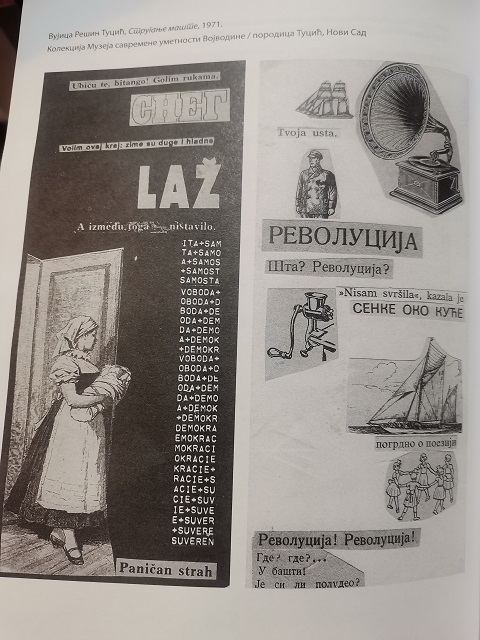 Вујица Решин Туцић, Стругање маште, 1971.
Колекција Музеја савремене уметности Војводине / породица Туцић, Нови Сад
Ubiću te, bitango! Golim rukama.
СНЕГ
Volim ovaj kraj: zime su duge i hladne
LAŽ
A između toga ništavilo.
ITA+SAM
TA+SAMO
A+SAMOS
+SAMOST
SAMOSTA
VOBODA+
OBODA+D
BODA+DE
ODA+DEM
DA+DEMO
A+DEMOK
+DEMOKR
VOBODA+
OBODA+D
BODA+DE
ODA+DEM
DA+DEMO
A+DEMOK
+DEMOKR
DEMOKRA
EMOKRAC
MOKRACI
OKRACIE
KRACIE+
RACIE+S
ACIE+SU
CIE+SUV
IE+SUVE
E+SUVER
+SUVERE
SUVEREN
Paničan strah
Tvoja usta.
РЕВОЛУЦИЈА
Шта? Револуција?
»Nisam svršila«, kazala je
СЕНКЕ ОКО КУЋЕ
погрдно о поезији
Револуција! Револуција!
Где? где?...
У башти!
Је си ли полудео?